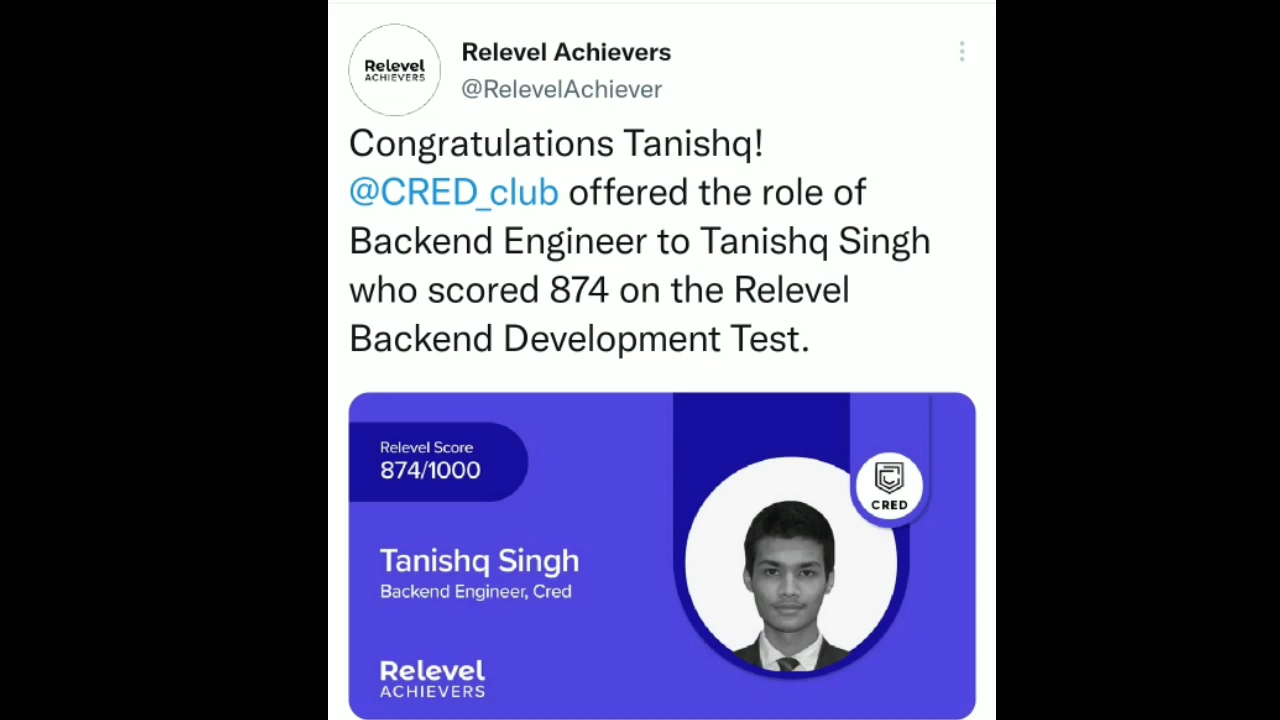 Relevel
ACHIEVERS
Relevel Achievers
@RelevelAchiever
Congratulations Tanishq!
@CRED_club offered the role of
Backend Engineer to Tanishq Singh
who scored 874 on the Relevel
Backend Development Test.
Relevel Score
874/1000
CRED
Tanishq Singh
Backend Engineer, Cred
Relevel
ACHIEVERS